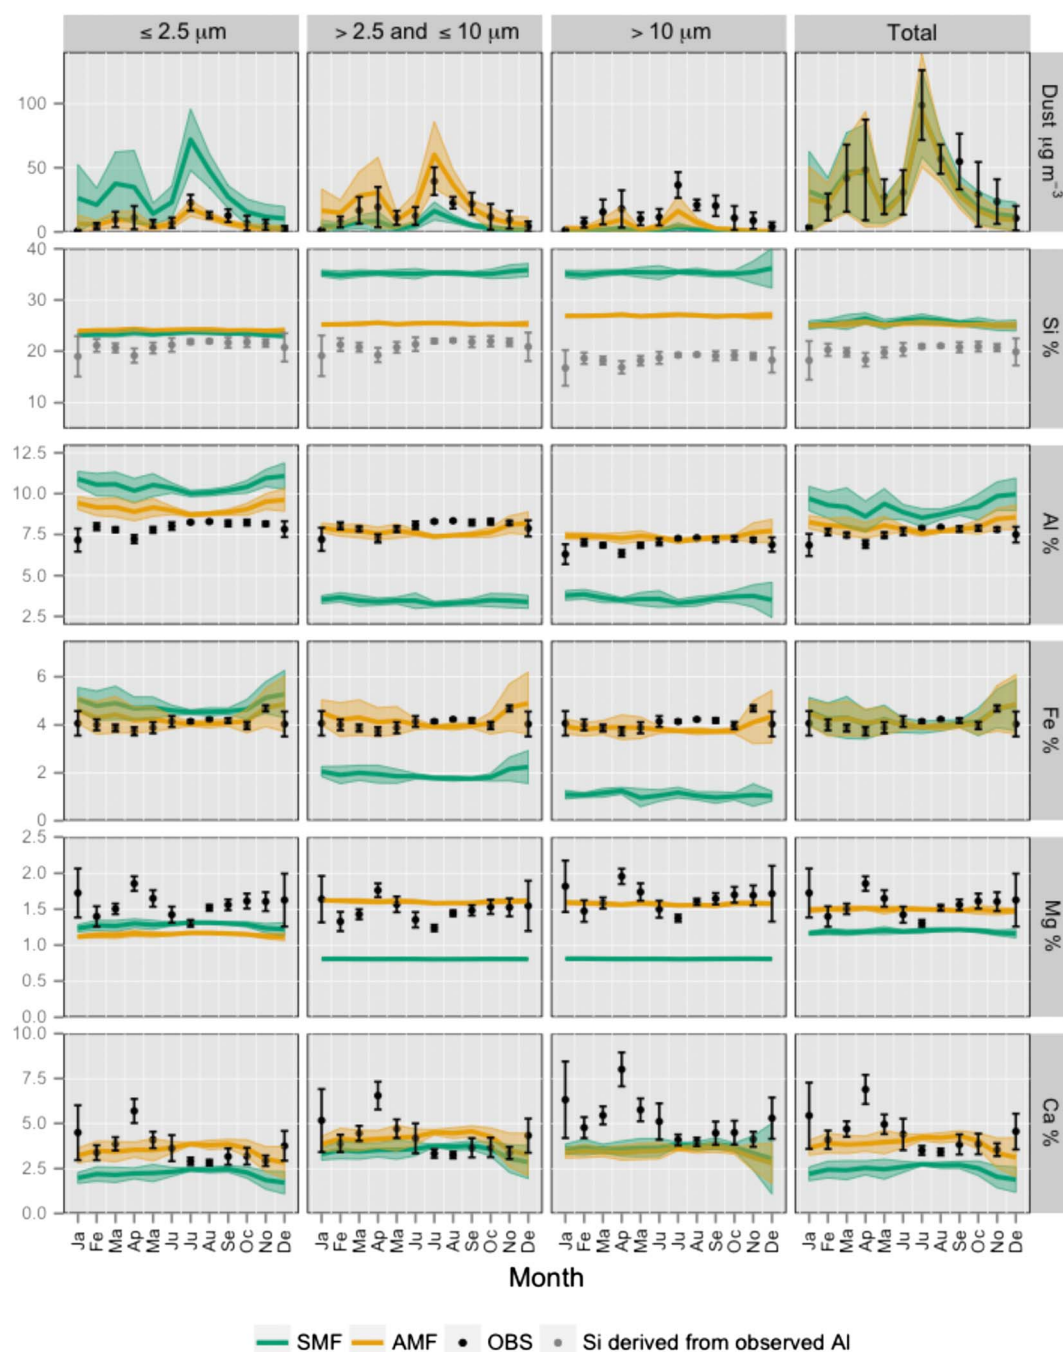 ≤ 2.5 μm > 2.5 and ≤ 10 μm > 10 μm Total
100
50
0
Dust μg m⁻³
40
30
20
10
Si %
12.5
10.0
7.5
5.0
2.5
Al %
6
4
2
0
Fe %
2.5
2.0
1.5
1.0
0.5
0.0
Mg %
10.0
7.5
5.0
2.5
0.0
Ca %
Ja Fe Ma Ap Ma Ju Ju Au Se Oc No De Ja Fe Ma Ap Ma Ju Ju Au Se Oc No De Ja Fe Ma Ap Ma Ju Ju Au Se Oc No De Ja Fe Ma Ap Ma Ju Ju Au Se Oc No De
Month
SMF AMF OBS Si derived from observed Al